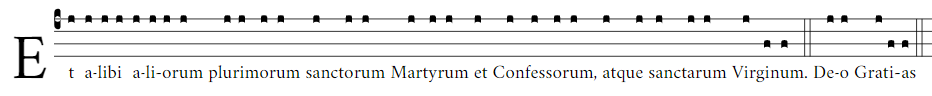 Et a-libi a-li-orum plurimorum sanctorum Martyrum et Confessorum, atque sanctarum Virginum. De-o Grati-as